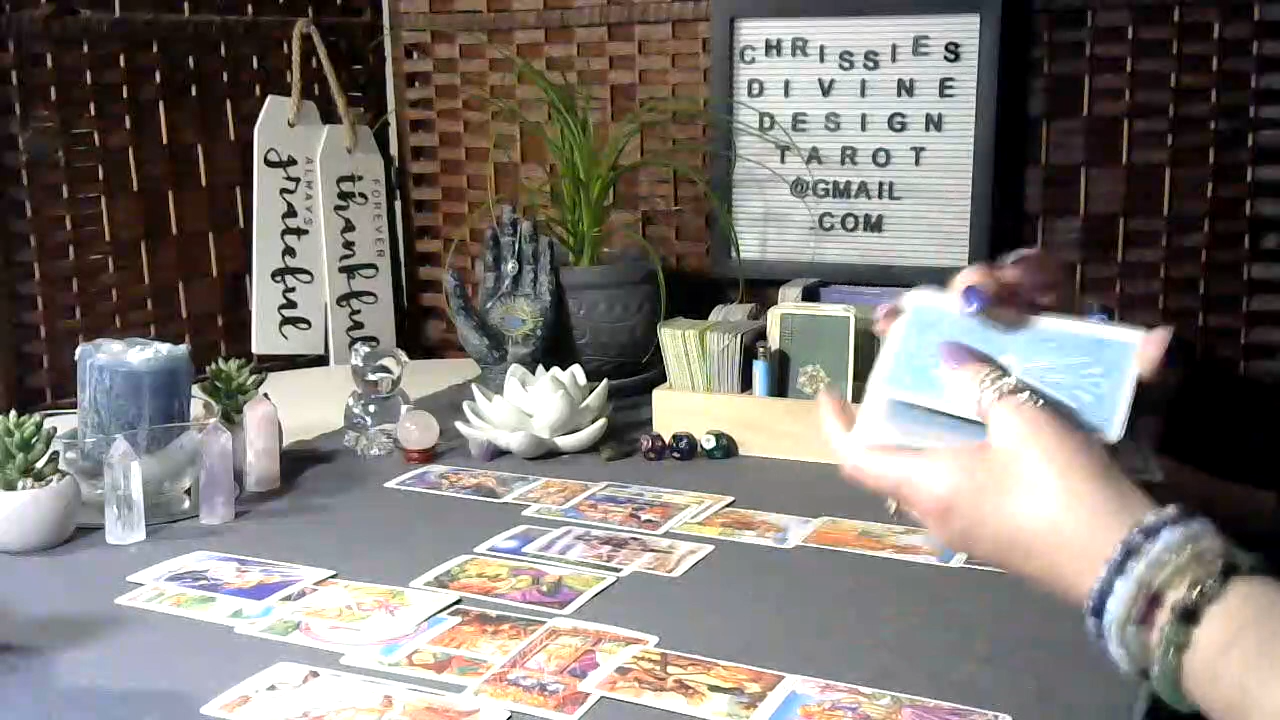 ALWAYS
grateful
FOREVER
thankful
CHRISSIES
DIVINE
DESIGN
TAROT
@GMAIL
.COM